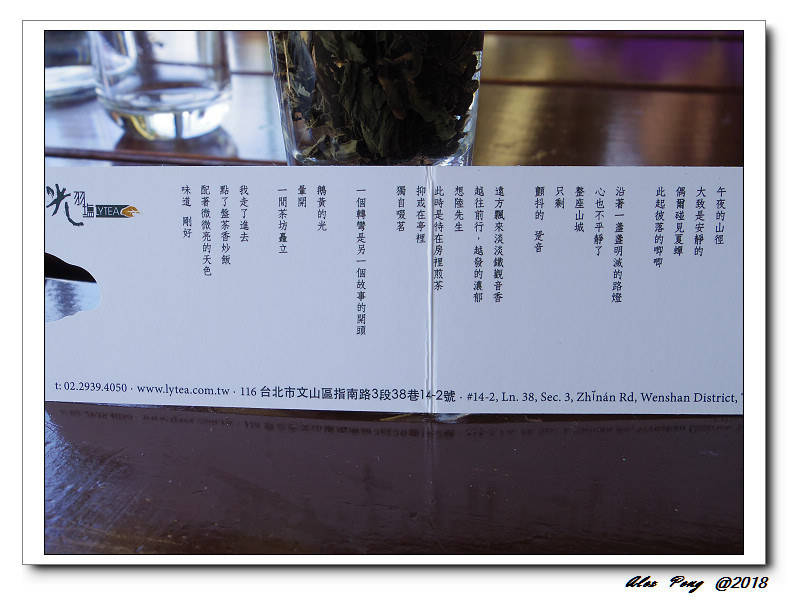 午夜的山徑
大致是安靜的
偶爾碰見夏蟬
此起彼落的唧唧
沿著一盞盞明滅的路燈
心也不平靜了
整座山城
只剩
顫抖的 跫音
遠方飄來淡淡鐵觀音香
越往前行,越發的濃郁
想陸先生
此時是待在房裡煎茶
抑或在亭裡
獨自啜茗
一個轉彎是另一個故事的開頭
鵝黃的光
暈開
一間茶坊矗立
我走了進去
點了盤茶香炒飯
配著微微亮的天色
味道 剛好
光羽塩
LYTEA
t: 02.2939.4050 · www.lytea.com.tw · 116 台北市文山區指南路3段38巷14-2號 · #14-2, Ln. 38, Sec. 3, Zhǐnán Rd, Wenshan District,
Alex Peng @2018